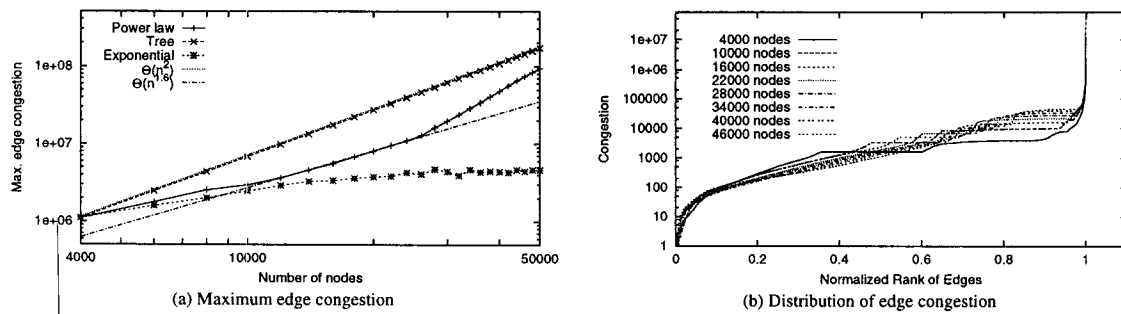 Power law
Tree
Exponential
Θ(n^2)
Θ(n^1.6)
1e+08
1e+07
1e+06
Max. edge congestion
4000 10000 50000
Number of nodes
(a) Maximum edge congestion
4000 nodes
10000 nodes
16000 nodes
22000 nodes
28000 nodes
34000 nodes
40000 nodes
46000 nodes
1e+07
1e+06
100000
10000
1000
100
10
1
Congestion
0 0.2 0.4 0.6 0.8 1
Normalized Rank of Edges
(b) Distribution of edge congestion